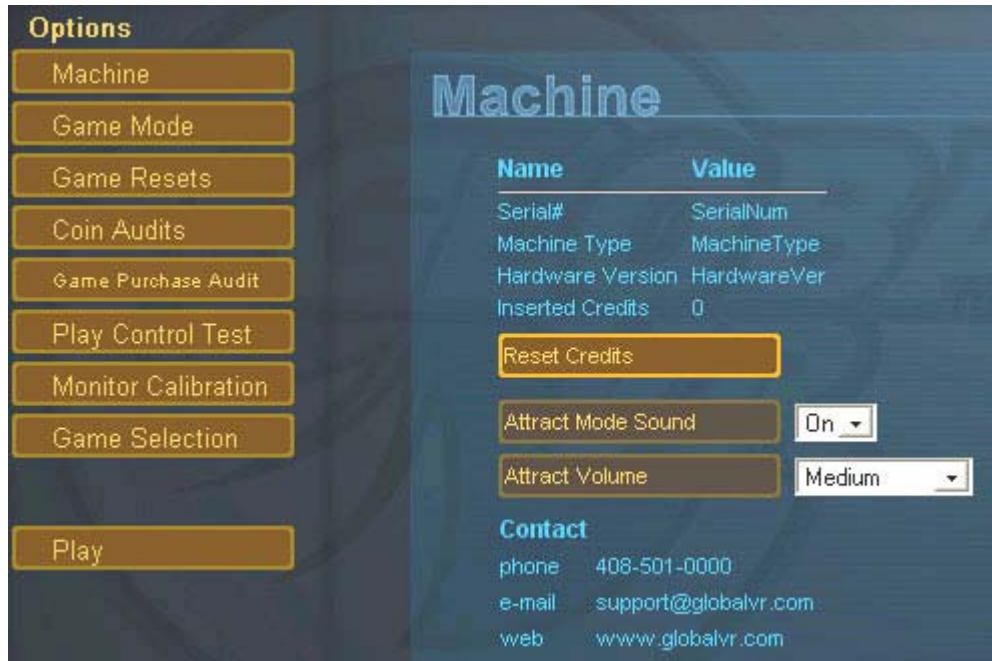 Options
Machine
Game Mode
Game Resets
Coin Audits
Game Purchase Audit
Play Control Test
Monitor Calibration
Game Selection
Play
Machine
Name Value
Serial# SerialNum
Machine Type MachineType
Hardware Version HardwareVer
Inserted Credits 0
Reset Credits
Attract Mode Sound On
Attract Volume Medium
Contact
phone 408-501-0000
e-mail support@globalvr.com
web www.globalvr.com